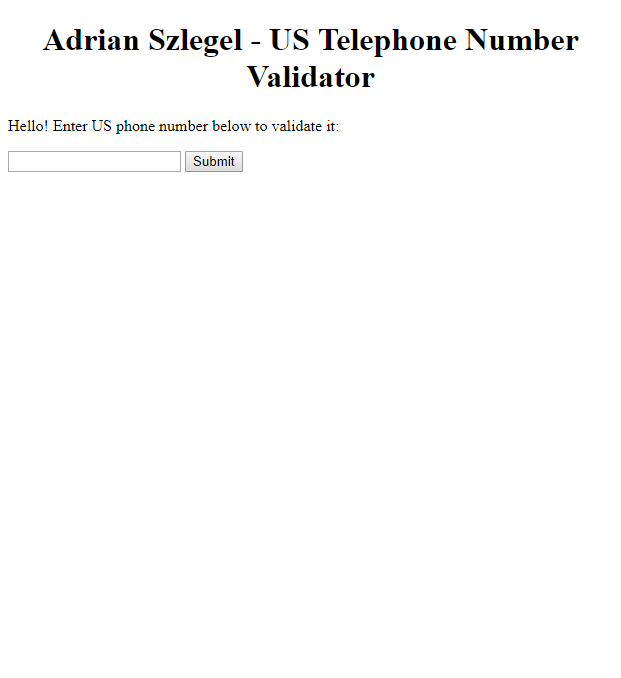 Adrian Szlegel - US Telephone Number
Validator
Hello! Enter US phone number below to validate it:
Submit